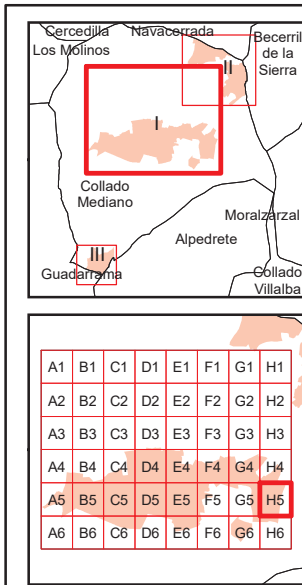 Cercedilla Navacerrada Becerril
Los Molinos de la
II Sierra
I
Collado
Mediano
Moralzarzal
III Alpedrete
Guadarrama Collado
Villalba
A1 B1 C1 D1 E1 F1 G1 H1
A2 B2 C2 D2 E2 F2 G2 H2
A3 B3 C3 D3 E3 F3 G3 H3
A4 B4 C4 D4 E4 F4 G4 H4
A5 B5 C5 D5 E5 F5 G5 H5
A6 B6 C6 D6 E6 F6 G6 H6